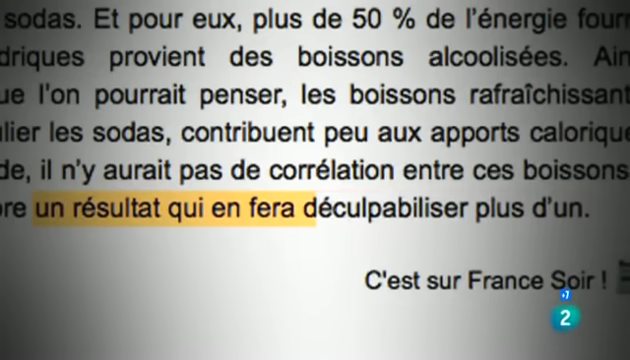 sodas. Et pour eux, plus de 50 % de l'énergie four
driques provient des boissons alcoolisées. Ain
ue l'on pourrait penser, les boissons rafraîchissant
ulier les sodas, contribuent peu aux apports calorique
de, il n'y aurait pas de corrélation entre ces boissons
re un résultat qui en fera déculpabiliser plus d'un.
C'est sur France Soir !
+7
2